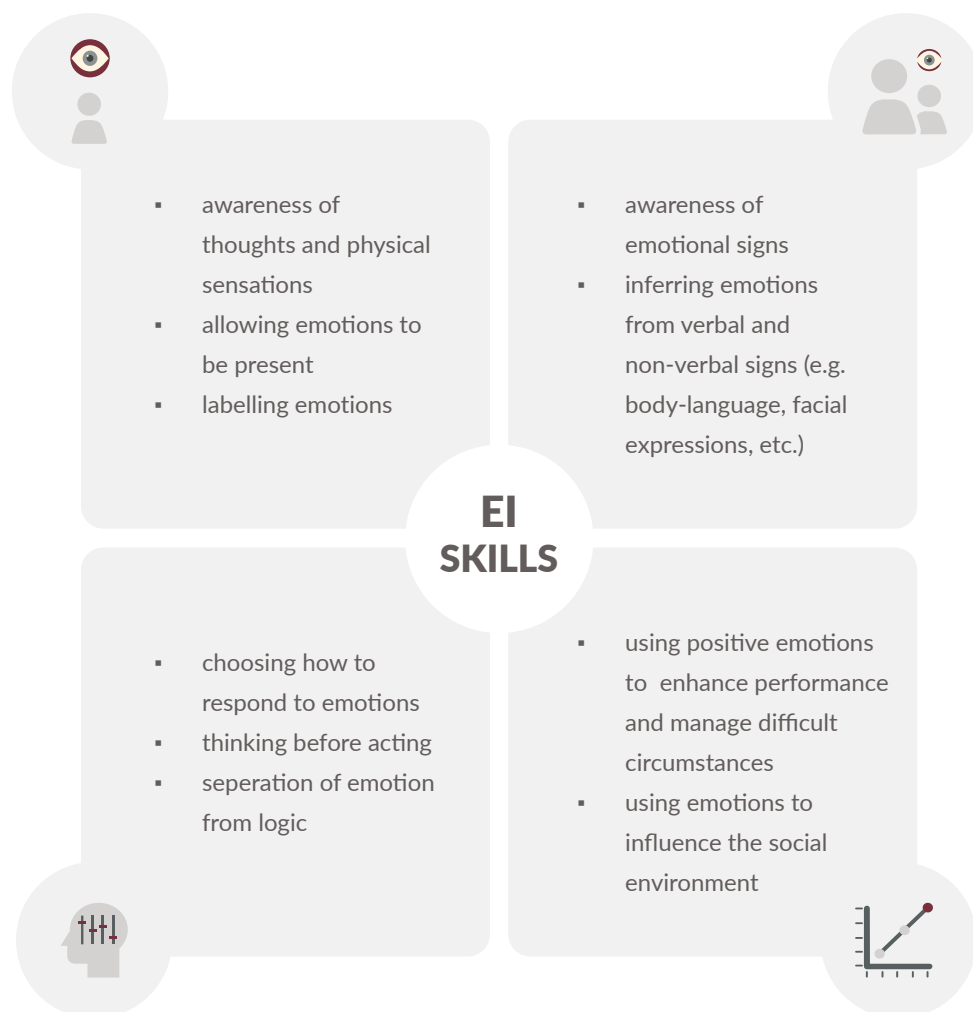 ▪ awareness of
thoughts and physical
sensations
▪ allowing emotions to
be present
▪ labelling emotions
▪ awareness of
emotional signs
▪ inferring emotions
from verbal and
non-verbal signs (e.g.
body-language, facial
expressions, etc.)
EI
SKILLS
▪ choosing how to
respond to emotions
▪ thinking before acting
▪ seperation of emotion
from logic
▪ using positive emotions
to  enhance performance
and manage difficult
circumstances
▪ using emotions to
influence the social
environment